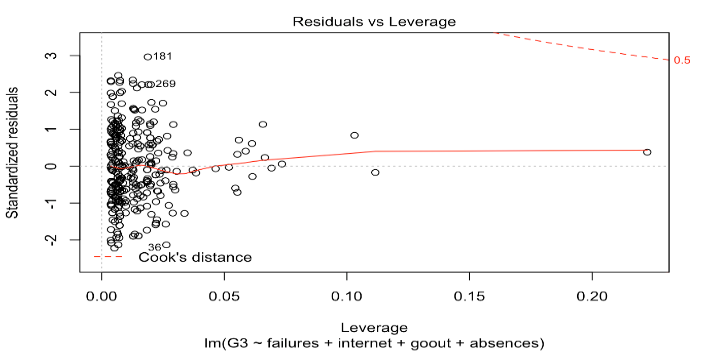 Residuals vs Leverage
Standardized residuals
3
2
1
0
-1
-2
181
269
36
0.5
Cook's distance
0.00 0.05 0.10 0.15 0.20
Leverage
lm(G3 ~ failures + internet + goout + absences)